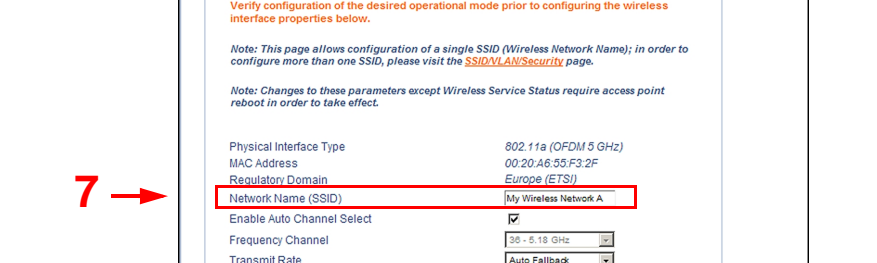 Verify configuration of the desired operational mode prior to configuring the wireless
interface properties below.
Note: This page allows configuration of a single SSID (Wireless Network Name); in order to
configure more than one SSID, please visit the SSID/VLAN/Security page.
Note: Changes to these parameters except Wireless Service Status require access point
reboot in order to take effect.
Physical Interface Type 802.11a (OFDM 5 GHz)
MAC Address 00:20:A6:55:F3:2F
Regulatory Domain Europe (ETSI)
7 Network Name (SSID) My Wireless Network A
Enable Auto Channel Select
Frequency Channel 36 - 5.18 GHz
Transmit Rate Auto Fallback